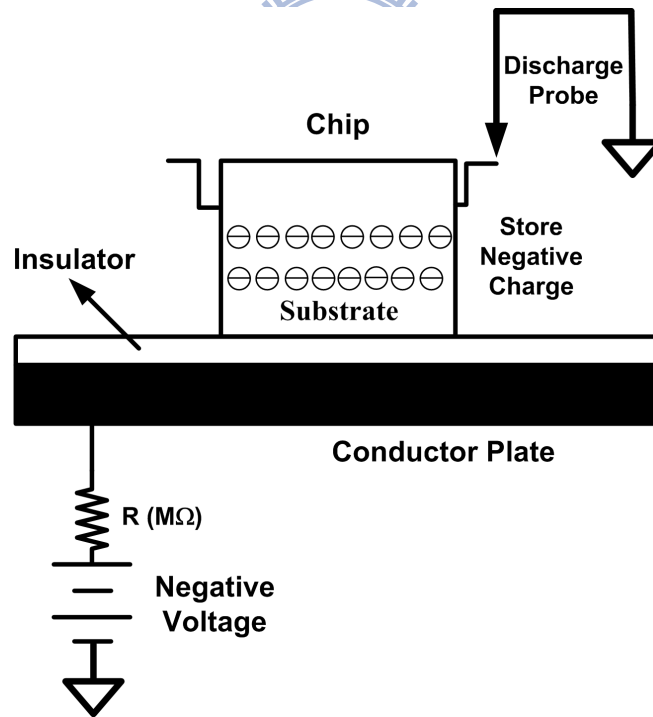 Discharge
Probe
Chip
Store
Negative
Charge
Insulator
Substrate
Conductor Plate
R (MΩ)
Negative
Voltage